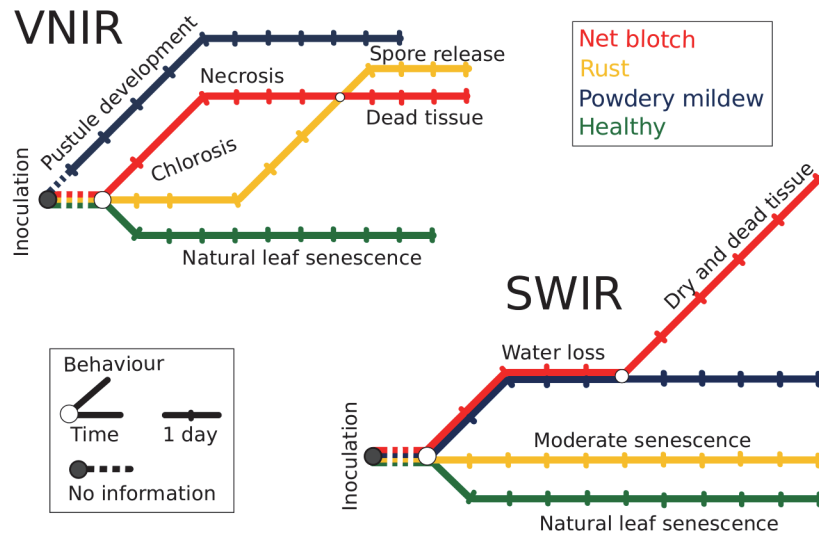 VNIR
Pustule development
Spore release
Necrosis
Dead tissue
Chlorosis
Inoculation
Natural leaf senescence
Net blotch
Rust
Powdery mildew
Healthy
SWIR
Dry and dead tissue
Water loss
Moderate senescence
Inoculation
Natural leaf senescence
Behaviour
Time
1 day
No information